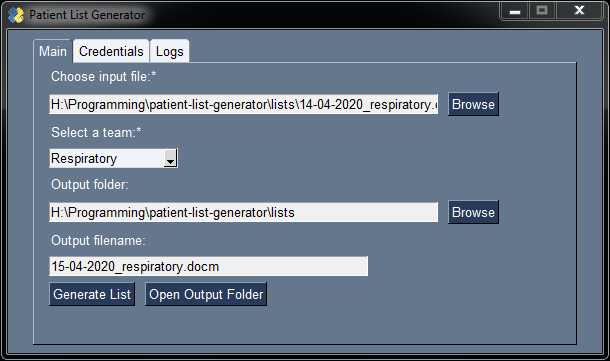 Patient List Generator
Main Credentials Logs
Choose input file:*
H:\Programming\patient-list-generator\lists\14-04-2020_respiratory.
Browse
Select a team:*
Respiratory
Output folder:
H:\Programming\patient-list-generator\lists
Browse
Output filename:
15-04-2020_respiratory.docm
Generate List Open Output Folder